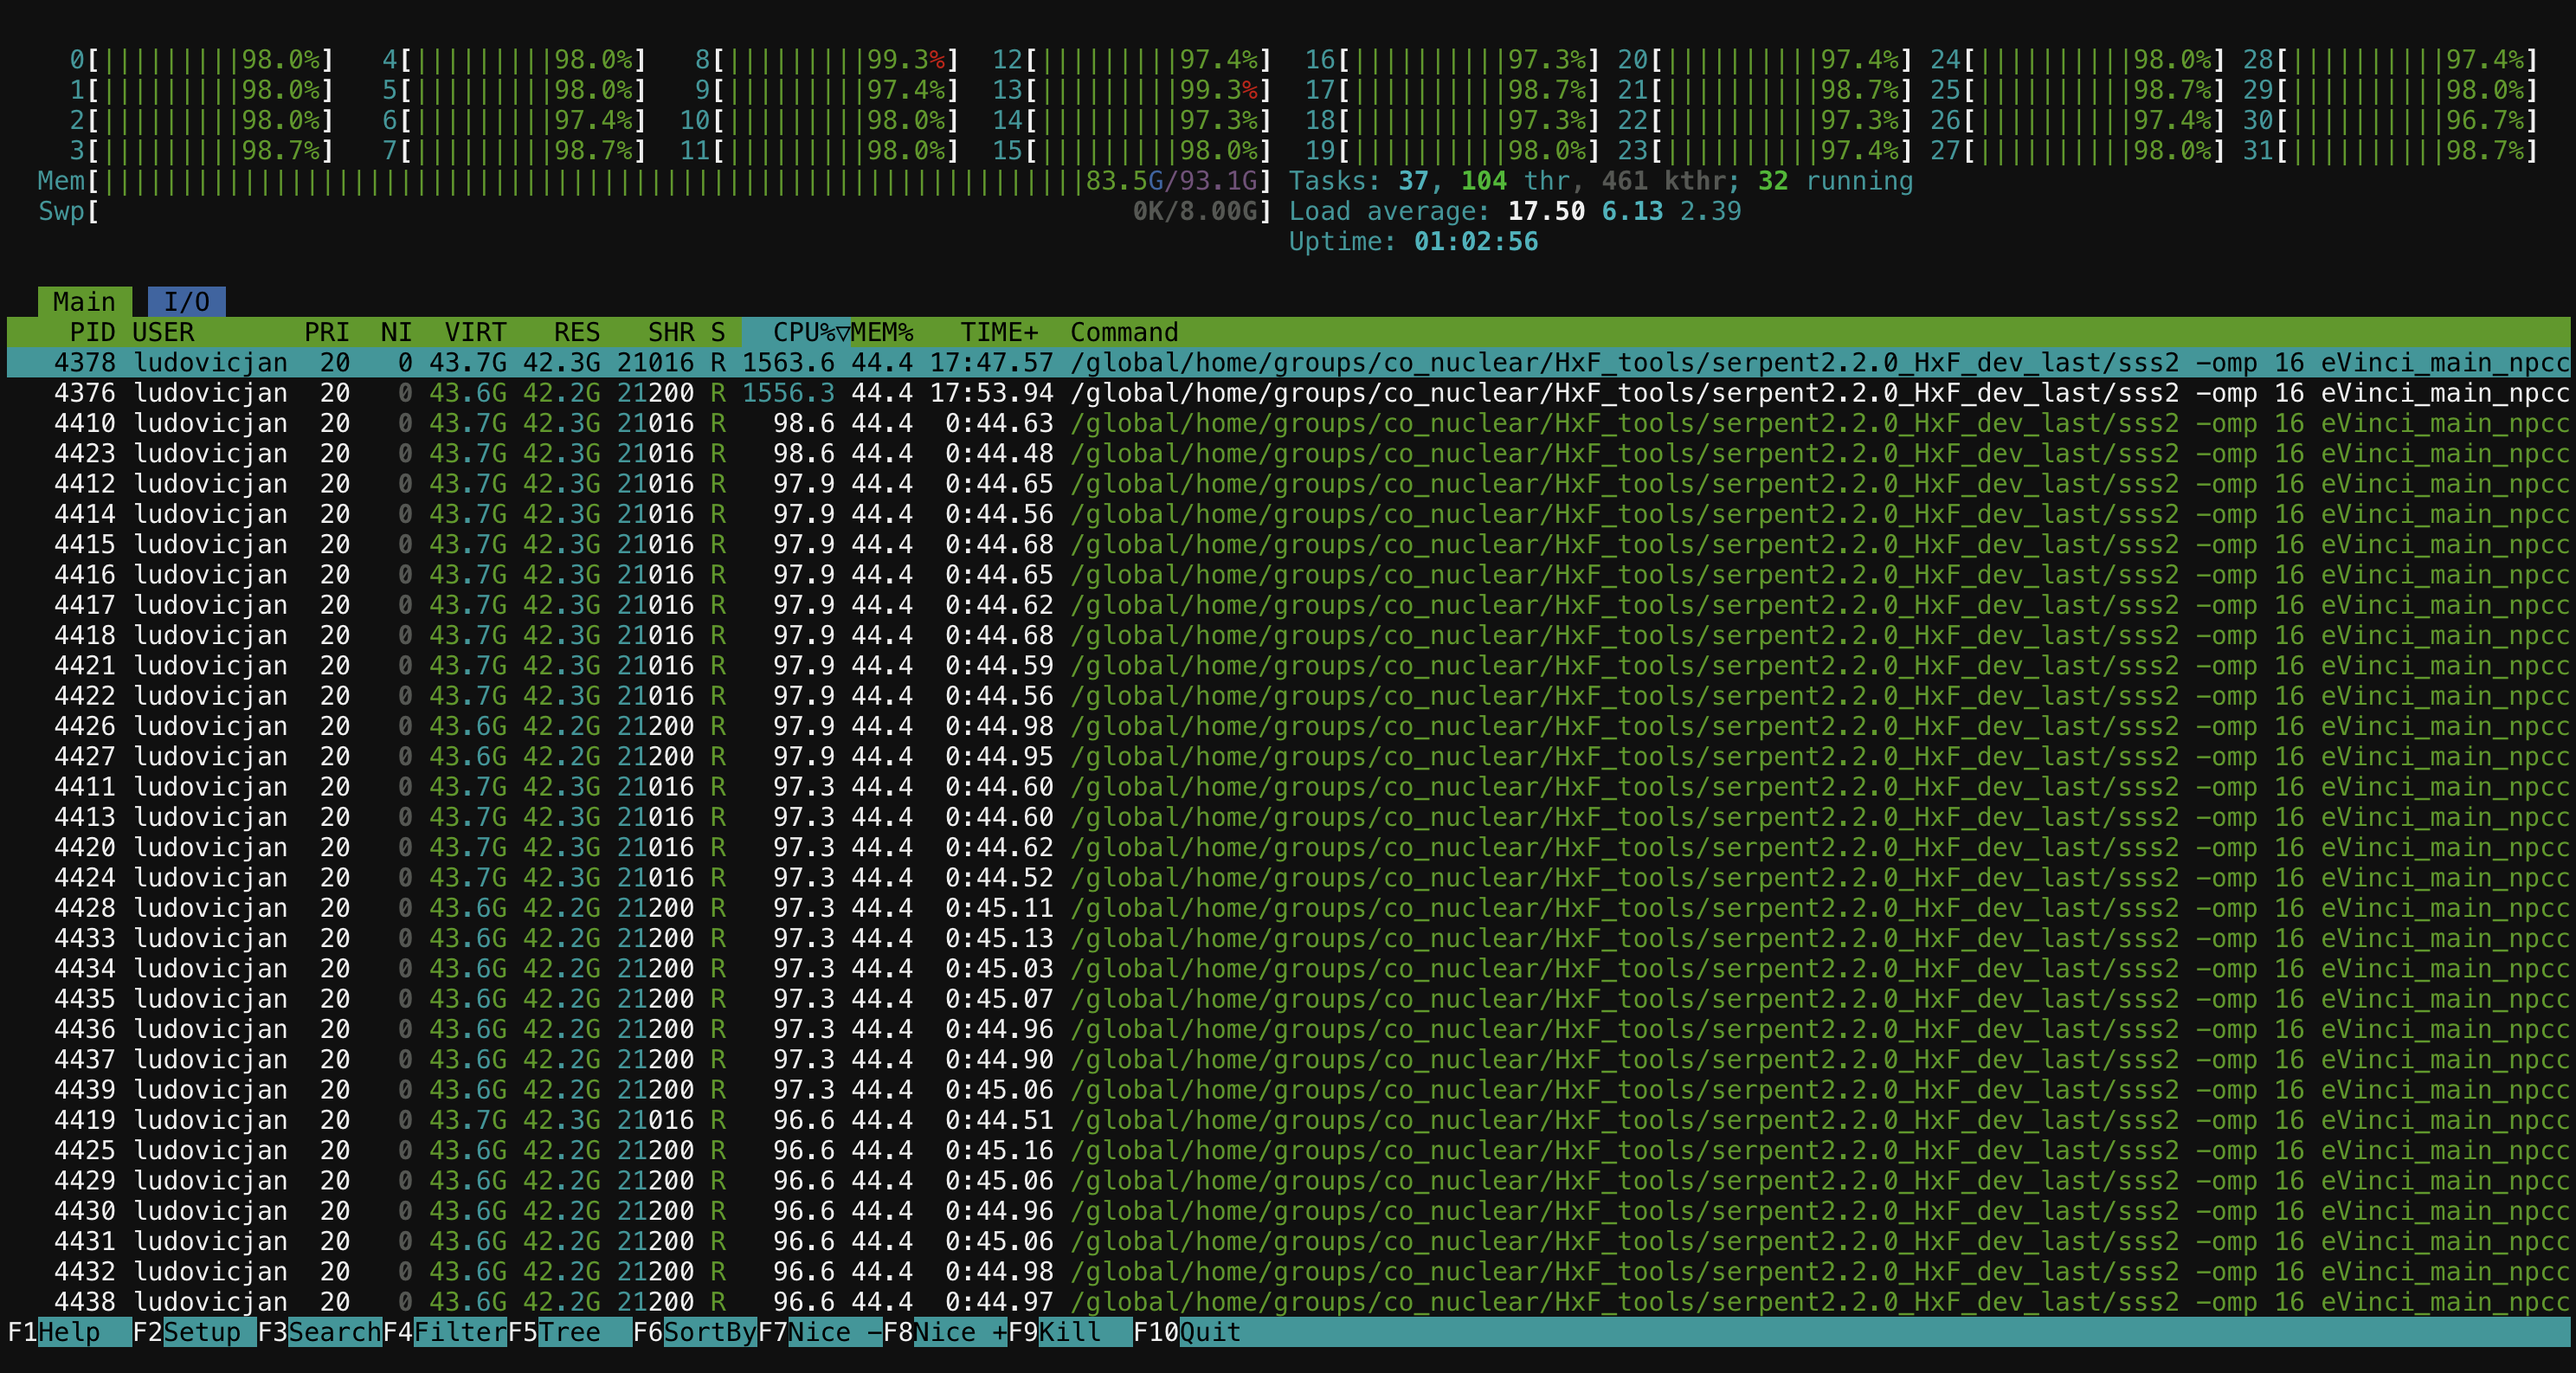 0[|||||||||98.0%] 4[|||||||||98.0%] 8[|||||||||99.3%] 12[|||||||||97.4%] 16[||||||||||97.3%] 20[||||||||||97.4%] 24[||||||||||98.0%] 28[||||||||||97.4%]
1[|||||||||98.0%] 5[|||||||||98.0%] 9[|||||||||97.4%] 13[|||||||||99.3%] 17[||||||||||98.7%] 21[||||||||||98.7%] 25[||||||||||98.7%] 29[||||||||||98.0%]
2[|||||||||98.0%] 6[|||||||||97.4%] 10[|||||||||98.0%] 14[|||||||||97.3%] 18[||||||||||97.3%] 22[||||||||||97.3%] 26[||||||||||97.4%] 30[||||||||||96.7%]
3[|||||||||98.7%] 7[|||||||||98.7%] 11[|||||||||98.0%] 15[|||||||||98.0%] 19[||||||||||98.0%] 23[||||||||||97.4%] 27[||||||||||98.0%] 31[||||||||||98.7%]
Mem[|||||||||||||||||||||||||||||||||||||||||||||||||||||||||||||||83.5G/93.1G] Tasks: 37, 104 thr, 461 kthr; 32 running
Swp[ 0K/8.00G] Load average: 17.50 6.13 2.39
Uptime: 01:02:56
Main I/O
PID USER PRI NI VIRT RES SHR S CPU%▽MEM% TIME+ Command
4378 ludovicjan 20 0 43.7G 42.3G 21016 R 1563.6 44.4 17:47.57 /global/home/groups/co_nuclear/HxF_tools/serpent2.2.0_HxF_dev_last/sss2 -omp 16 eVinci_main_npcc
4376 ludovicjan 20 0 43.6G 42.2G 21200 R 1556.3 44.4 17:53.94 /global/home/groups/co_nuclear/HxF_tools/serpent2.2.0_HxF_dev_last/sss2 -omp 16 eVinci_main_npcc
4410 ludovicjan 20 0 43.7G 42.3G 21016 R 98.6 44.4 0:44.63 /global/home/groups/co_nuclear/HxF_tools/serpent2.2.0_HxF_dev_last/sss2 -omp 16 eVinci_main_npcc
4423 ludovicjan 20 0 43.7G 42.3G 21016 R 98.6 44.4 0:44.48 /global/home/groups/co_nuclear/HxF_tools/serpent2.2.0_HxF_dev_last/sss2 -omp 16 eVinci_main_npcc
4412 ludovicjan 20 0 43.7G 42.3G 21016 R 97.9 44.4 0:44.65 /global/home/groups/co_nuclear/HxF_tools/serpent2.2.0_HxF_dev_last/sss2 -omp 16 eVinci_main_npcc
4414 ludovicjan 20 0 43.7G 42.3G 21016 R 97.9 44.4 0:44.56 /global/home/groups/co_nuclear/HxF_tools/serpent2.2.0_HxF_dev_last/sss2 -omp 16 eVinci_main_npcc
4415 ludovicjan 20 0 43.7G 42.3G 21016 R 97.9 44.4 0:44.68 /global/home/groups/co_nuclear/HxF_tools/serpent2.2.0_HxF_dev_last/sss2 -omp 16 eVinci_main_npcc
4416 ludovicjan 20 0 43.7G 42.3G 21016 R 97.9 44.4 0:44.65 /global/home/groups/co_nuclear/HxF_tools/serpent2.2.0_HxF_dev_last/sss2 -omp 16 eVinci_main_npcc
4417 ludovicjan 20 0 43.7G 42.3G 21016 R 97.9 44.4 0:44.62 /global/home/groups/co_nuclear/HxF_tools/serpent2.2.0_HxF_dev_last/sss2 -omp 16 eVinci_main_npcc
4418 ludovicjan 20 0 43.7G 42.3G 21016 R 97.9 44.4 0:44.68 /global/home/groups/co_nuclear/HxF_tools/serpent2.2.0_HxF_dev_last/sss2 -omp 16 eVinci_main_npcc
4421 ludovicjan 20 0 43.7G 42.3G 21016 R 97.9 44.4 0:44.59 /global/home/groups/co_nuclear/HxF_tools/serpent2.2.0_HxF_dev_last/sss2 -omp 16 eVinci_main_npcc
4422 ludovicjan 20 0 43.7G 42.3G 21016 R 97.9 44.4 0:44.56 /global/home/groups/co_nuclear/HxF_tools/serpent2.2.0_HxF_dev_last/sss2 -omp 16 eVinci_main_npcc
4426 ludovicjan 20 0 43.6G 42.2G 21200 R 97.9 44.4 0:44.98 /global/home/groups/co_nuclear/HxF_tools/serpent2.2.0_HxF_dev_last/sss2 -omp 16 eVinci_main_npcc
4427 ludovicjan 20 0 43.6G 42.2G 21200 R 97.9 44.4 0:44.95 /global/home/groups/co_nuclear/HxF_tools/serpent2.2.0_HxF_dev_last/sss2 -omp 16 eVinci_main_npcc
4411 ludovicjan 20 0 43.7G 42.3G 21016 R 97.3 44.4 0:44.60 /global/home/groups/co_nuclear/HxF_tools/serpent2.2.0_HxF_dev_last/sss2 -omp 16 eVinci_main_npcc
4413 ludovicjan 20 0 43.7G 42.3G 21016 R 97.3 44.4 0:44.60 /global/home/groups/co_nuclear/HxF_tools/serpent2.2.0_HxF_dev_last/sss2 -omp 16 eVinci_main_npcc
4420 ludovicjan 20 0 43.7G 42.3G 21016 R 97.3 44.4 0:44.62 /global/home/groups/co_nuclear/HxF_tools/serpent2.2.0_HxF_dev_last/sss2 -omp 16 eVinci_main_npcc
4424 ludovicjan 20 0 43.7G 42.3G 21016 R 97.3 44.4 0:44.52 /global/home/groups/co_nuclear/HxF_tools/serpent2.2.0_HxF_dev_last/sss2 -omp 16 eVinci_main_npcc
4428 ludovicjan 20 0 43.6G 42.2G 21200 R 97.3 44.4 0:45.11 /global/home/groups/co_nuclear/HxF_tools/serpent2.2.0_HxF_dev_last/sss2 -omp 16 eVinci_main_npcc
4433 ludovicjan 20 0 43.6G 42.2G 21200 R 97.3 44.4 0:45.13 /global/home/groups/co_nuclear/HxF_tools/serpent2.2.0_HxF_dev_last/sss2 -omp 16 eVinci_main_npcc
4434 ludovicjan 20 0 43.6G 42.2G 21200 R 97.3 44.4 0:45.03 /global/home/groups/co_nuclear/HxF_tools/serpent2.2.0_HxF_dev_last/sss2 -omp 16 eVinci_main_npcc
4435 ludovicjan 20 0 43.6G 42.2G 21200 R 97.3 44.4 0:45.07 /global/home/groups/co_nuclear/HxF_tools/serpent2.2.0_HxF_dev_last/sss2 -omp 16 eVinci_main_npcc
4436 ludovicjan 20 0 43.6G 42.2G 21200 R 97.3 44.4 0:44.96 /global/home/groups/co_nuclear/HxF_tools/serpent2.2.0_HxF_dev_last/sss2 -omp 16 eVinci_main_npcc
4437 ludovicjan 20 0 43.6G 42.2G 21200 R 97.3 44.4 0:44.90 /global/home/groups/co_nuclear/HxF_tools/serpent2.2.0_HxF_dev_last/sss2 -omp 16 eVinci_main_npcc
4439 ludovicjan 20 0 43.6G 42.2G 21200 R 97.3 44.4 0:45.06 /global/home/groups/co_nuclear/HxF_tools/serpent2.2.0_HxF_dev_last/sss2 -omp 16 eVinci_main_npcc
4419 ludovicjan 20 0 43.7G 42.3G 21016 R 96.6 44.4 0:44.51 /global/home/groups/co_nuclear/HxF_tools/serpent2.2.0_HxF_dev_last/sss2 -omp 16 eVinci_main_npcc
4425 ludovicjan 20 0 43.6G 42.2G 21200 R 96.6 44.4 0:45.16 /global/home/groups/co_nuclear/HxF_tools/serpent2.2.0_HxF_dev_last/sss2 -omp 16 eVinci_main_npcc
4429 ludovicjan 20 0 43.6G 42.2G 21200 R 96.6 44.4 0:45.06 /global/home/groups/co_nuclear/HxF_tools/serpent2.2.0_HxF_dev_last/sss2 -omp 16 eVinci_main_npcc
4430 ludovicjan 20 0 43.6G 42.2G 21200 R 96.6 44.4 0:44.96 /global/home/groups/co_nuclear/HxF_tools/serpent2.2.0_HxF_dev_last/sss2 -omp 16 eVinci_main_npcc
4431 ludovicjan 20 0 43.6G 42.2G 21200 R 96.6 44.4 0:45.06 /global/home/groups/co_nuclear/HxF_tools/serpent2.2.0_HxF_dev_last/sss2 -omp 16 eVinci_main_npcc
4432 ludovicjan 20 0 43.6G 42.2G 21200 R 96.6 44.4 0:44.98 /global/home/groups/co_nuclear/HxF_tools/serpent2.2.0_HxF_dev_last/sss2 -omp 16 eVinci_main_npcc
4438 ludovicjan 20 0 43.6G 42.2G 21200 R 96.6 44.4 0:44.97 /global/home/groups/co_nuclear/HxF_tools/serpent2.2.0_HxF_dev_last/sss2 -omp 16 eVinci_main_npcc
F1Help F2Setup F3SearchF4FilterF5Tree F6SortByF7Nice -F8Nice +F9Kill F10Quit